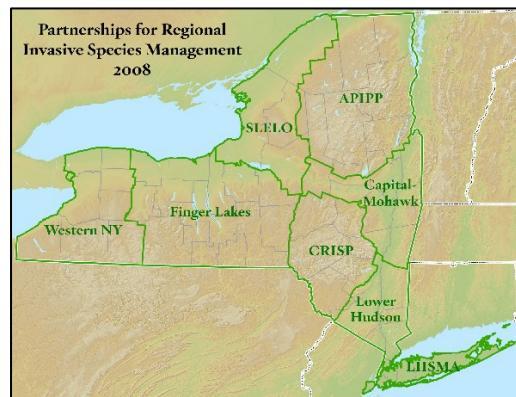 Partnerships for Regional
Invasive Species Management
2008
APIPP
SLELO
Capital-
Mohawk
Finger Lakes
Western NY
CRISP
Lower
Hudson
LIISMA